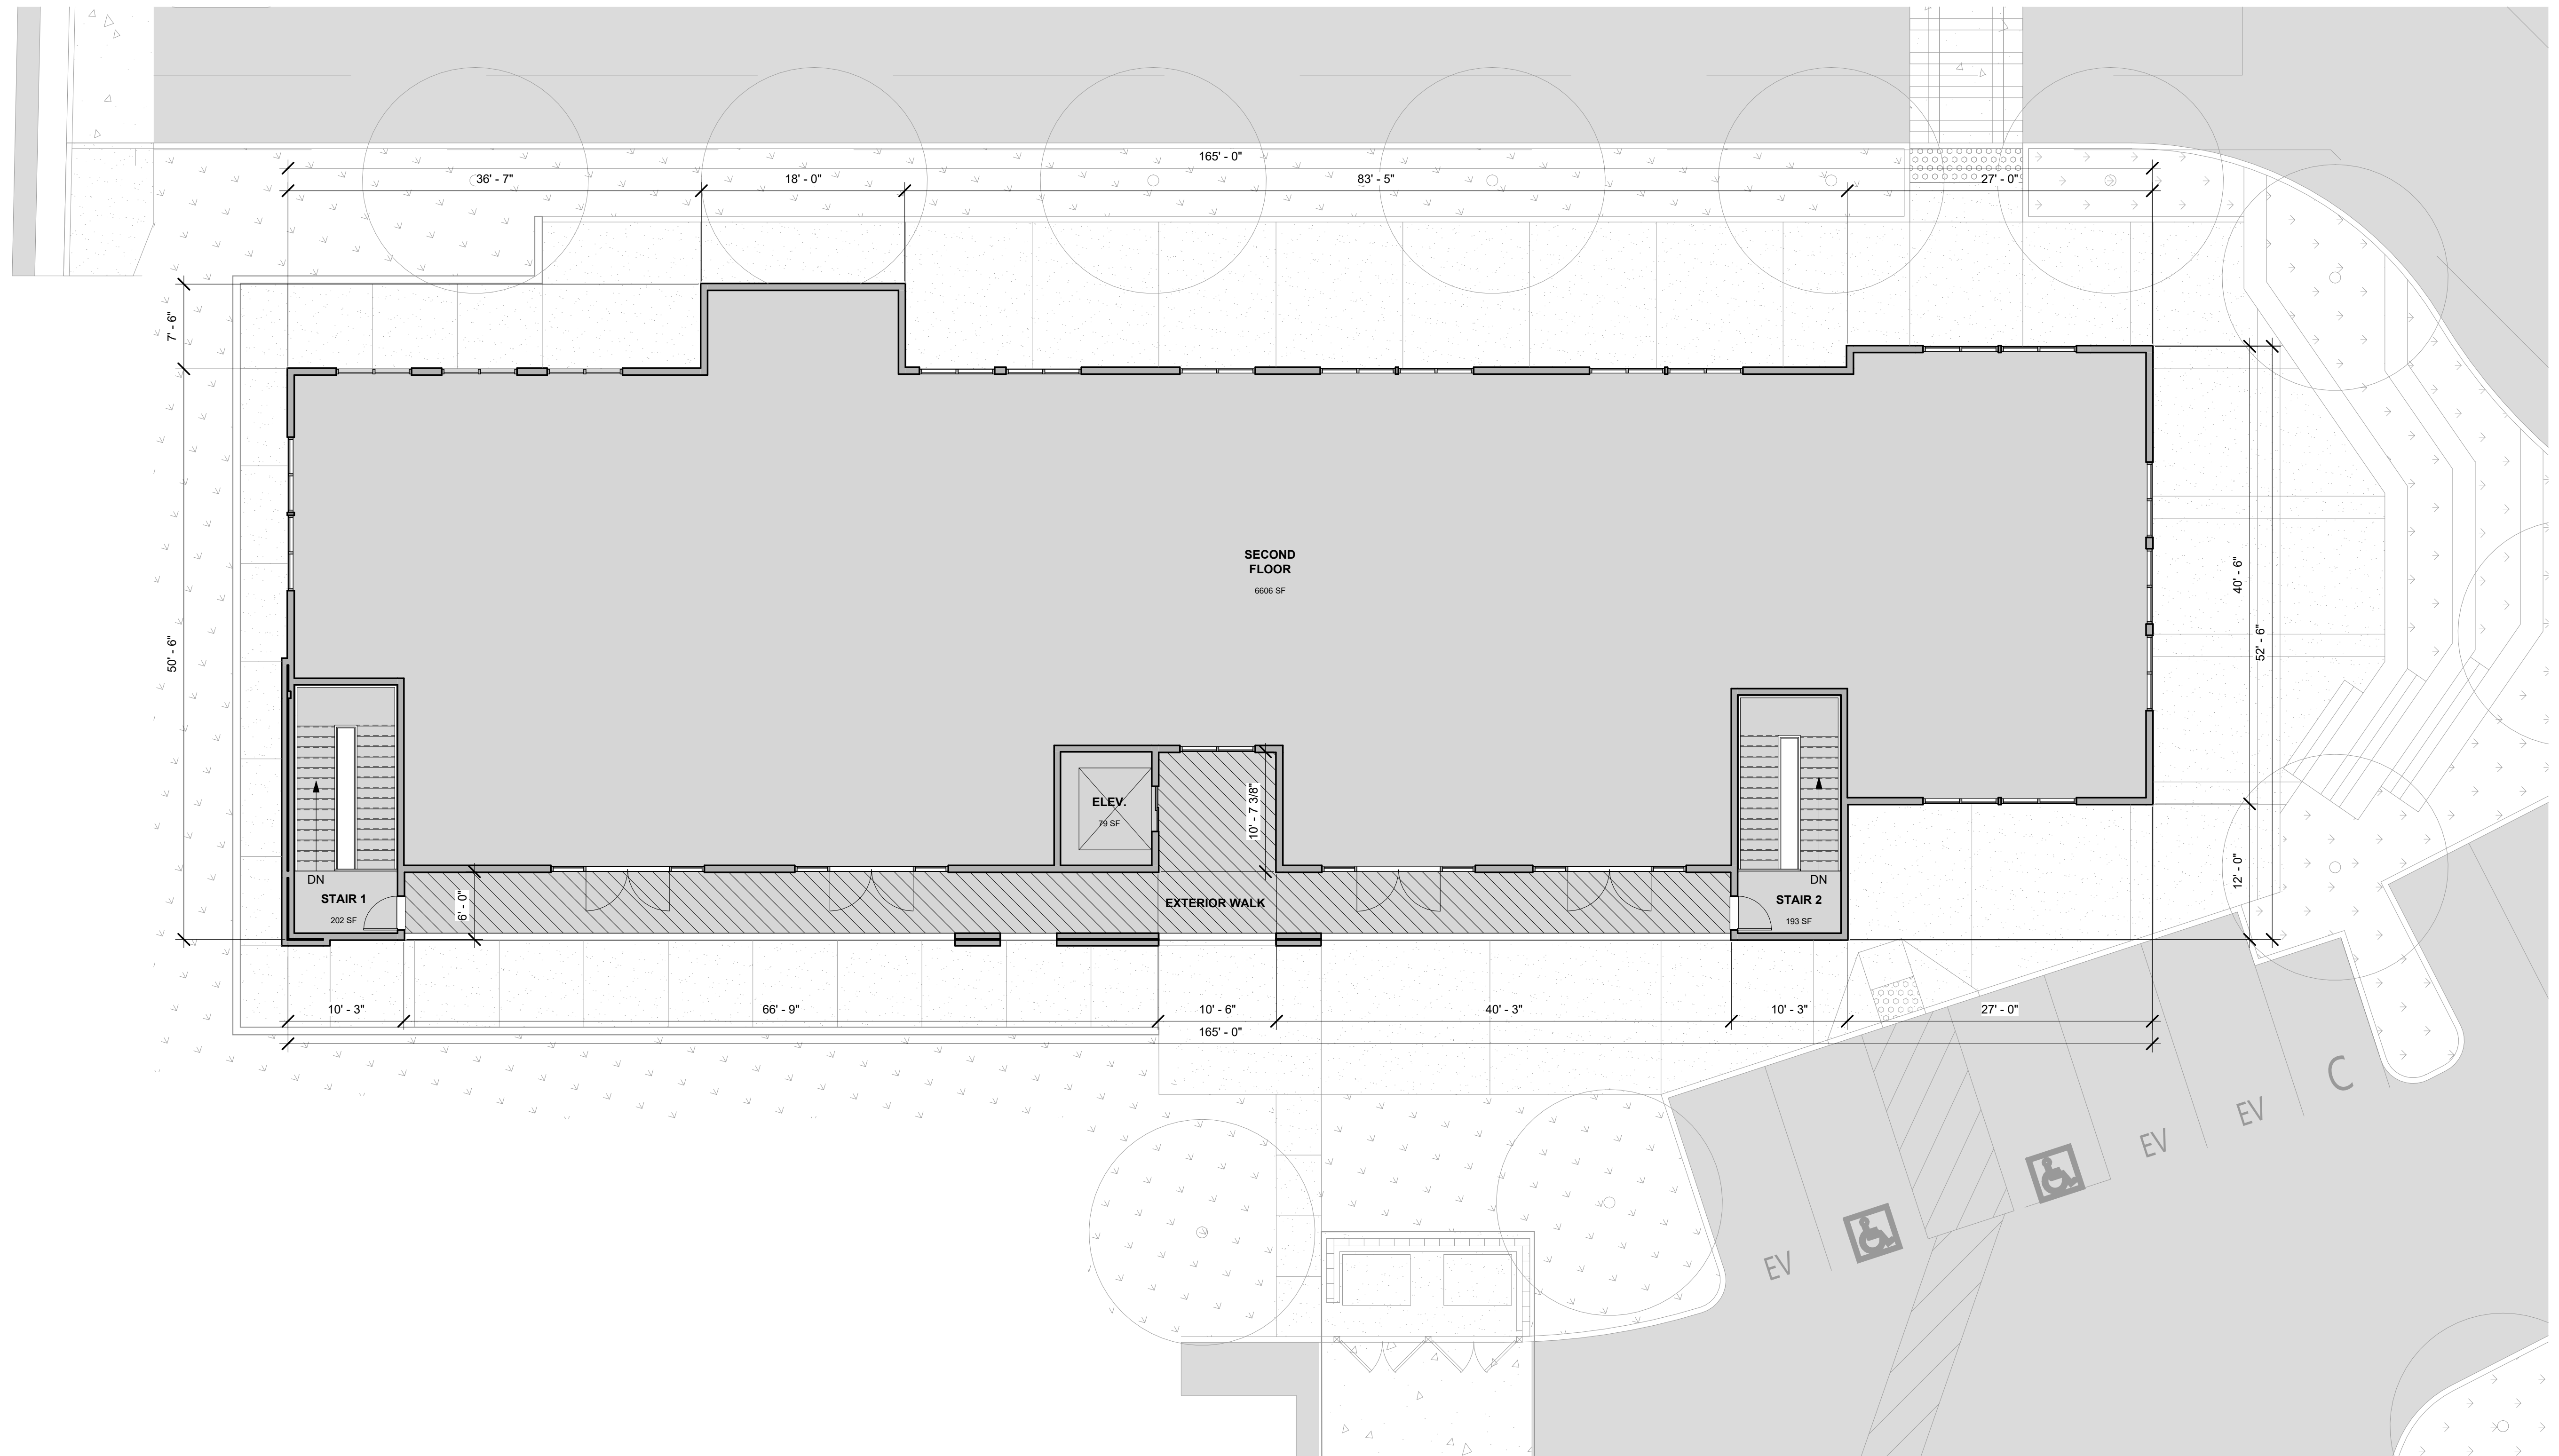 165' - 0"
36' - 7"
18' - 0"
83' - 5"
27' - 0"
7' - 6"
50' - 6"
SECOND
FLOOR
6606 SF
40' - 6"
52' - 6"
12' - 0"
ELEV.
79 SF
10' - 7 3/8"
DN
STAIR 1
202 SF
6' - 0"
EXTERIOR WALK
DN
STAIR 2
193 SF
10' - 3"
66' - 9"
10' - 6"
40' - 3"
10' - 3"
27' - 0"
165' - 0"
EV
EV
EV
C